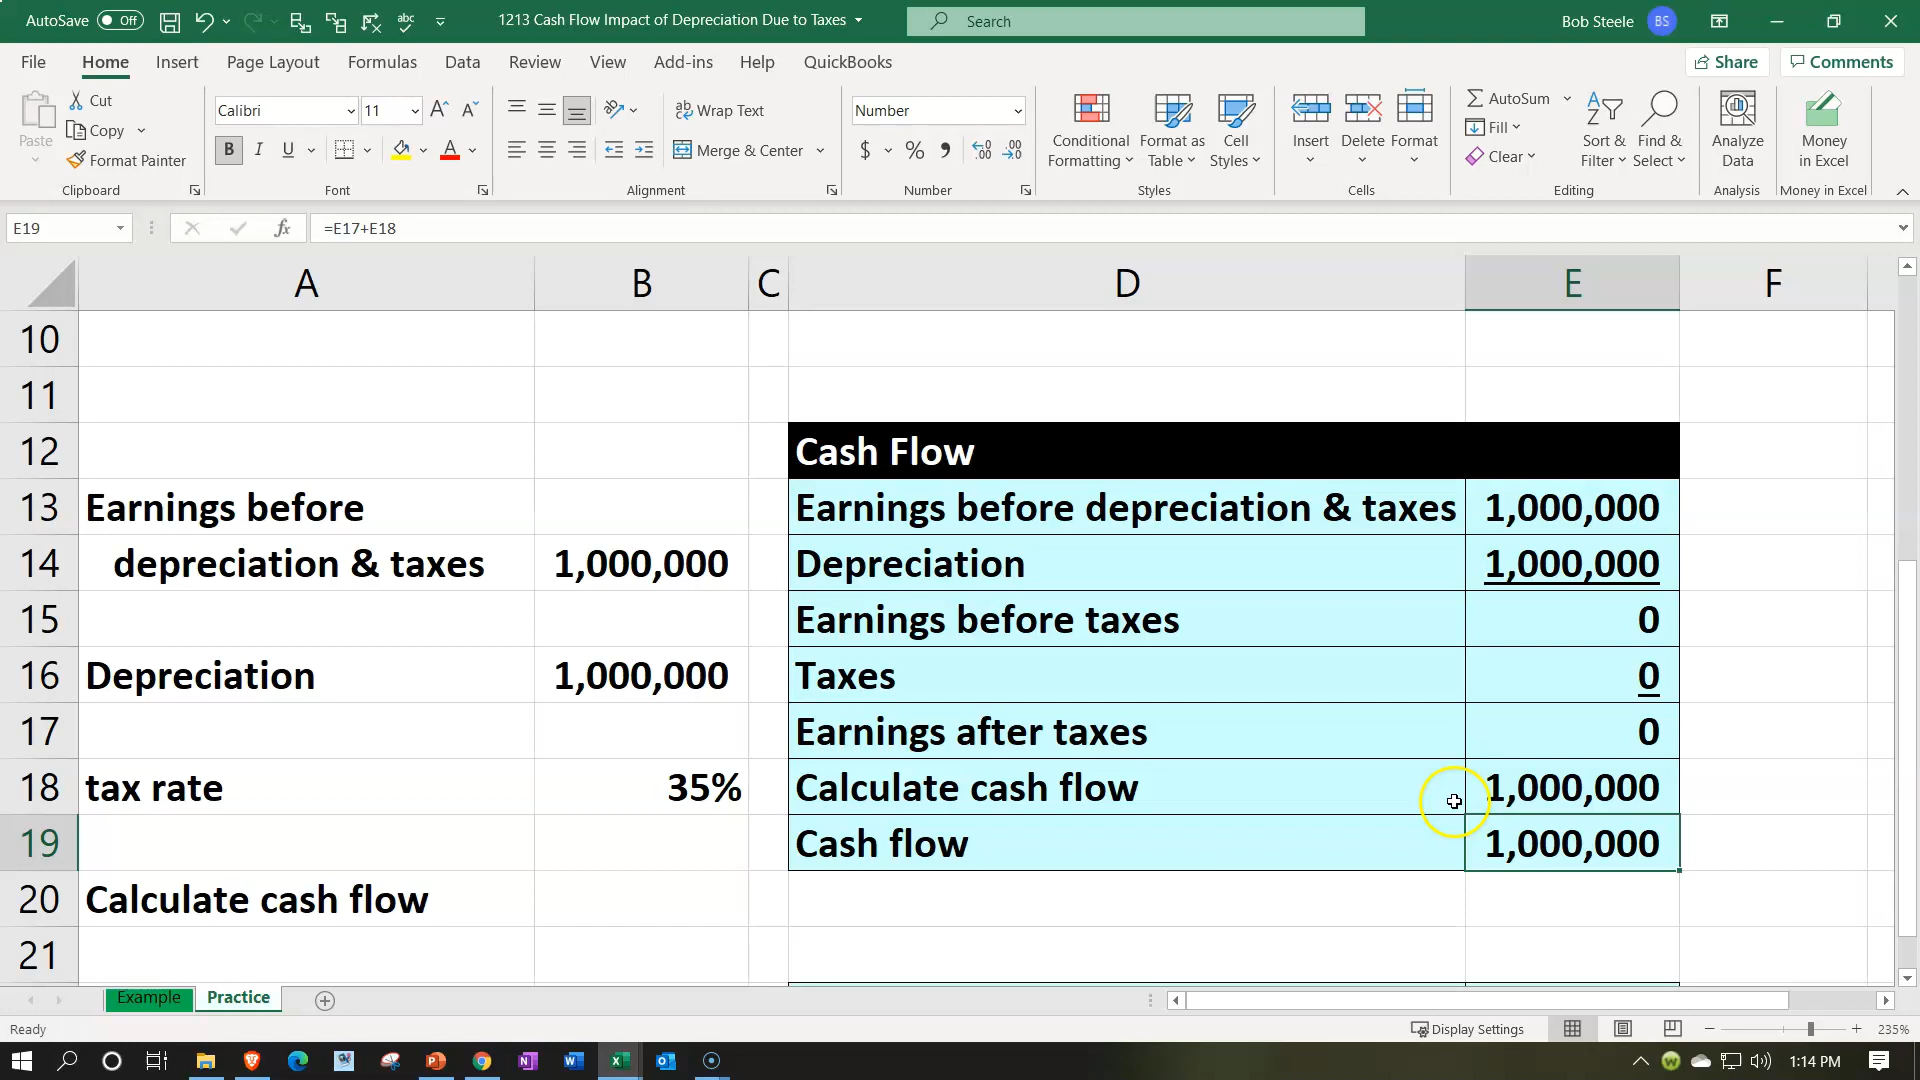 AutoSave Off 1213 Cash Flow Impact of Depreciation Due to Taxes Search Bob Steele BS
File Home Insert Page Layout Formulas Data Review View Add-ins Help QuickBooks Share Comments
Paste
Cut
Copy
Format Painter
Clipboard
Calibri 11
B I U
Font
Wrap Text
Merge & Center
Alignment
Number
$ % ,
Number
Conditional Formatting
Format as Table
Cell Styles
Styles
Insert Delete Format
Cells
AutoSum
Fill
Clear
Sort & Filter
Find & Select
Editing
Analyze Data
Analysis
Money in Excel
Money in Excel
E19 fx =E17+E18
A B C D E F
10
11
12 Cash Flow
13 Earnings before Earnings before depreciation & taxes 1,000,000
14 depreciation & taxes 1,000,000 Depreciation 1,000,000
15 Earnings before taxes 0
16 Depreciation 1,000,000 Taxes 0
17 Earnings after taxes 0
18 tax rate 35% Calculate cash flow 1,000,000
19 Cash flow 1,000,000
20 Calculate cash flow
21
Example Practice
Ready Display Settings 235%
1:14 PM